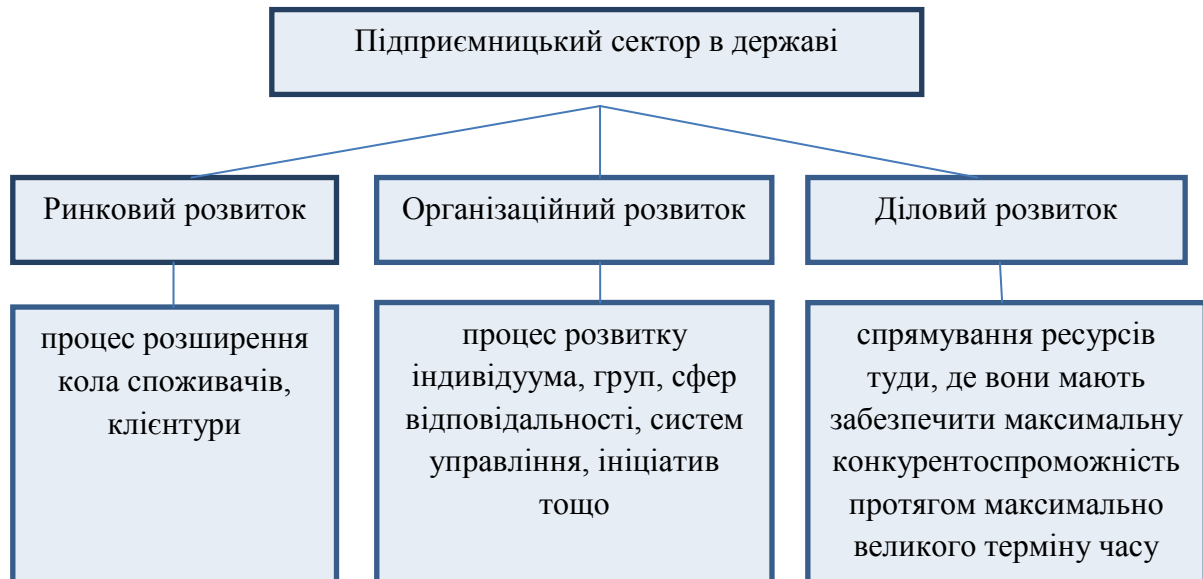 Підприємницький сектор в державі
Ринковий розвиток
Організаційний розвиток
Діловий розвиток
процес розширення
кола споживачів,
клієнтури
процес розвитку
індивідуума, груп, сфер
відповідальності, систем
управління, ініціатив
тощо
спрямування ресурсів
туди, де вони мають
забезпечити максимальну
конкурентоспроможність
протягом максимально
великого терміну часу